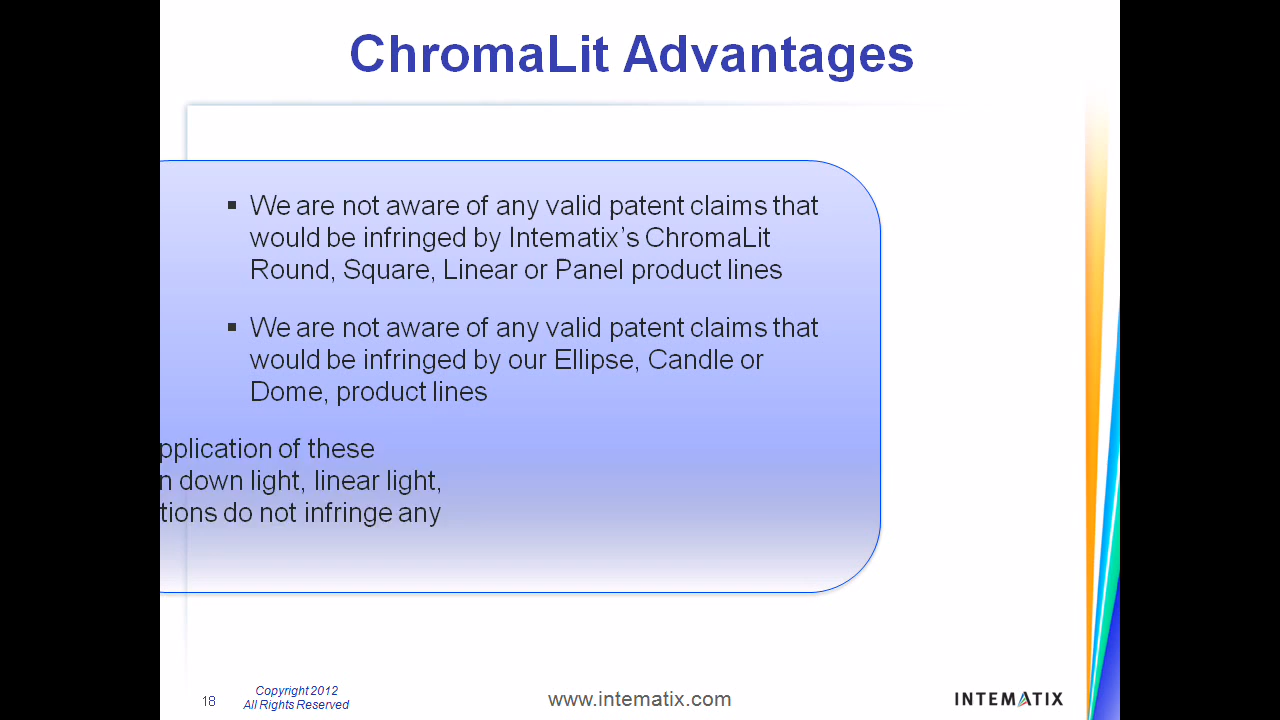 ChromaLit Advantages
▪ We are not aware of any valid patent claims that
would be infringed by Intematix’s ChromaLit
Round, Square, Linear or Panel product lines
▪ We are not aware of any valid patent claims that
would be infringed by our Ellipse, Candle or
Dome, product lines
pplication of these
n down light, linear light,
tions do not infringe any
18
Copyright 2012
All Rights Reserved
www.intematix.com
INTEMATIX